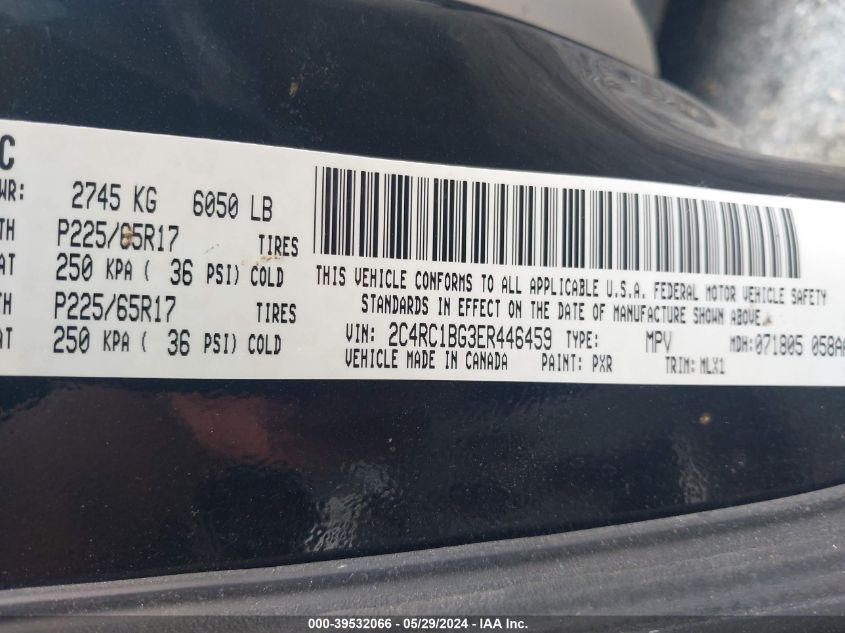 C
WR: 2745 KG 6050 LB
TH P225/65R17 TIRES
AT 250 KPA ( 36 PSI) COLD
TH P225/65R17 TIRES
AT 250 KPA ( 36 PSI) COLD
THIS VEHICLE CONFORMS TO ALL APPLICABLE U.S.A. FEDERAL MOTOR VEHICLE SAFETY
STANDARDS IN EFFECT ON THE DATE OF MANUFACTURE SHOWN ABOVE.
VIN: 2C4RC1BG3ER446459 TYPE: MPV MDH: 071805 058AA
VEHICLE MADE IN CANADA PAINT: PXR TRIM: MLX1
000-39532066 - 05/29/2024 - IAA Inc.